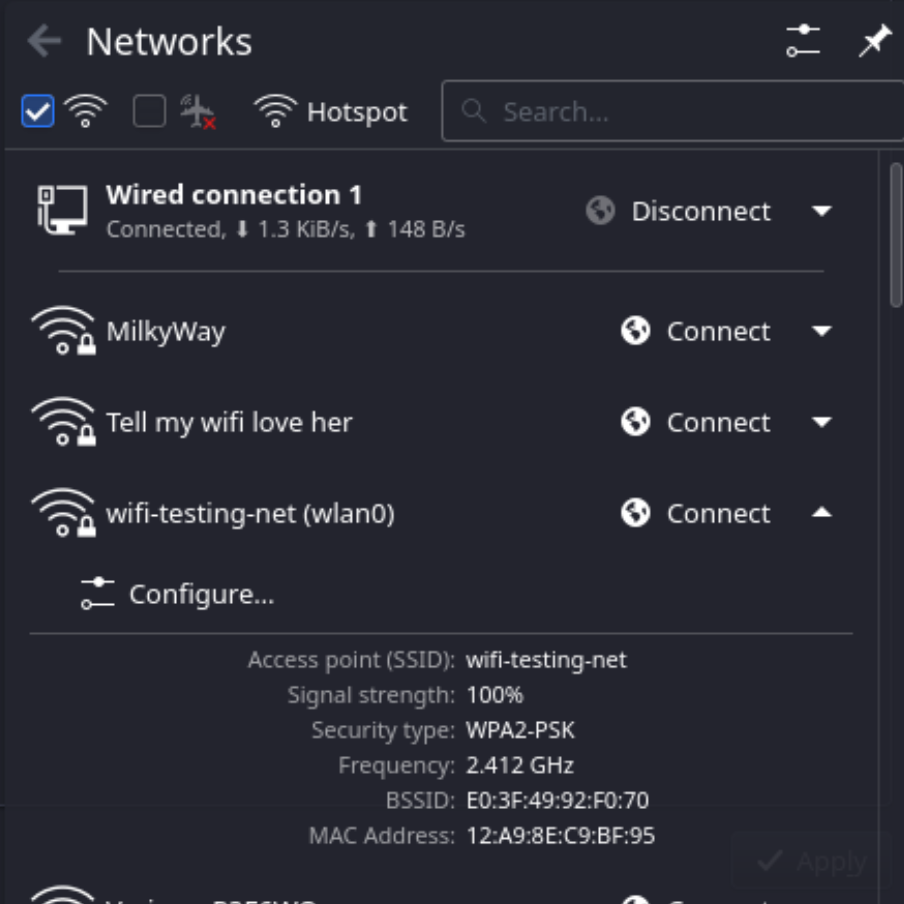 Networks
Hotspot Search...
Wired connection 1
Disconnect
Connected, ⬇ 1.3 KiB/s, ⬆ 148 B/s
MilkyWay Connect
Tell my wifi love her Connect
wifi-testing-net (wlan0) Connect
Configure...
Access point (SSID): wifi-testing-net
Signal strength: 100%
Security type: WPA2-PSK
Frequency: 2.412 GHz
BSSID: E0:3F:49:92:F0:70
MAC Address: 12:A9:8E:C9:BF:95
Apply